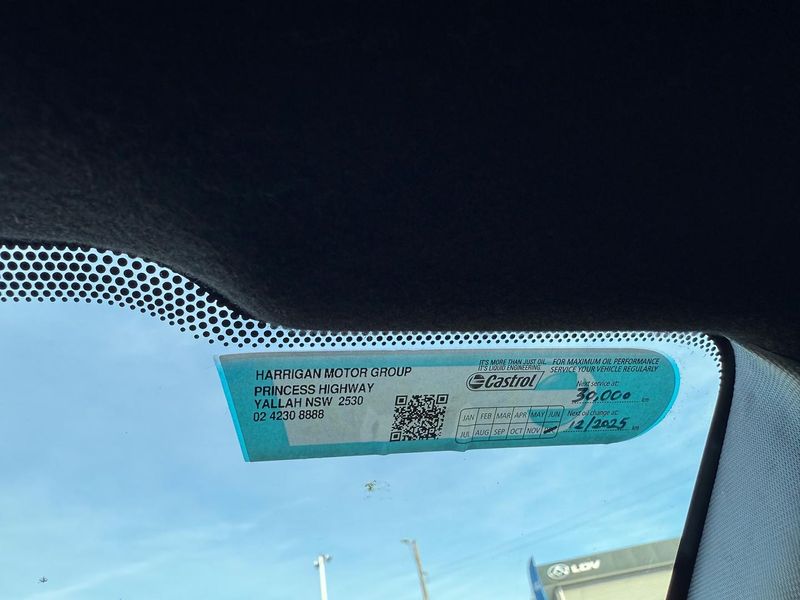 HARRIGAN MOTOR GROUP
PRINCESS HIGHWAY
YALLAH NSW 2530
02 4230 8888
IT'S MORE THAN JUST OIL.
IT'S LIQUID ENGINEERING.
Castrol
FOR MAXIMUM OIL PERFORMANCE
SERVICE YOUR VEHICLE REGULARLY
Next service at:
30,000 km
JAN FEB MAR APR MAY JUN
JUL AUG SEP OCT NOV
Next oil change at:
12/2025 km
LDV